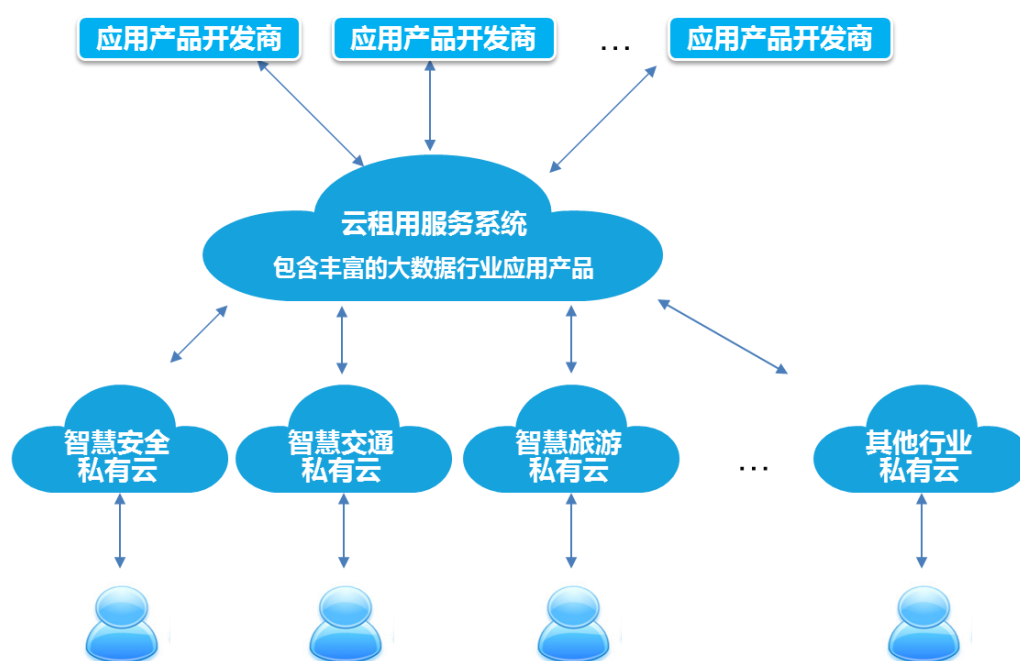 应用产品开发商
应用产品开发商
...
应用产品开发商
云租用服务系统
包含丰富的大数据行业应用产品
智慧安全
私有云
智慧交通
私有云
智慧旅游
私有云
...
其他行业
私有云